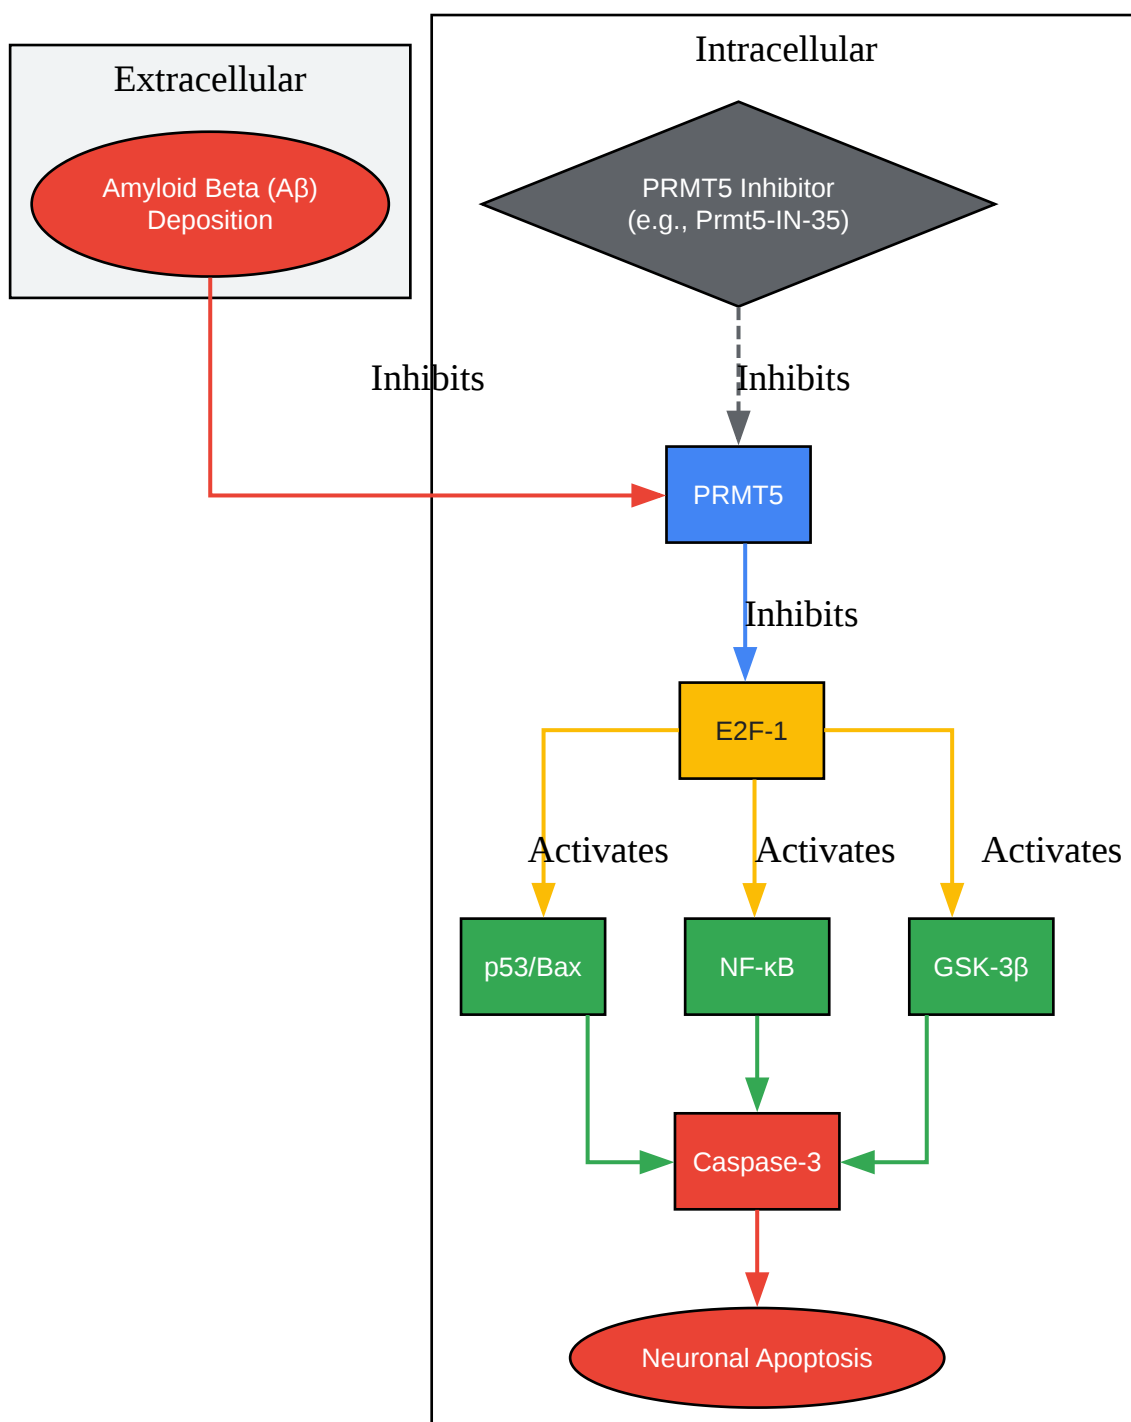 Extracellular
Intracellular
Amyloid Beta (Aβ)
Deposition
PRMT5 Inhibitor
(e.g., Prmt5-IN-35)
Inhibits
Inhibits
PRMT5
Inhibits
E2F-1
Activates
Activates
Activates
p53/Bax
NF-κB
GSK-3β
Caspase-3
Neuronal Apoptosis